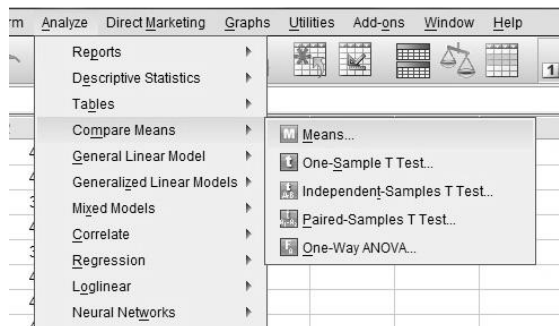 rm Analyze Direct Marketing Graphs Utilities Add-ons Window Help
1
Reports
Descriptive Statistics
Tables
Compare Means
General Linear Model
Generalized Linear Models
Mixed Models
Correlate
Regression
Loglinear
Neural Networks
Means...
One-Sample T Test...
Independent-Samples T Test...
Paired-Samples T Test...
One-Way ANOVA...